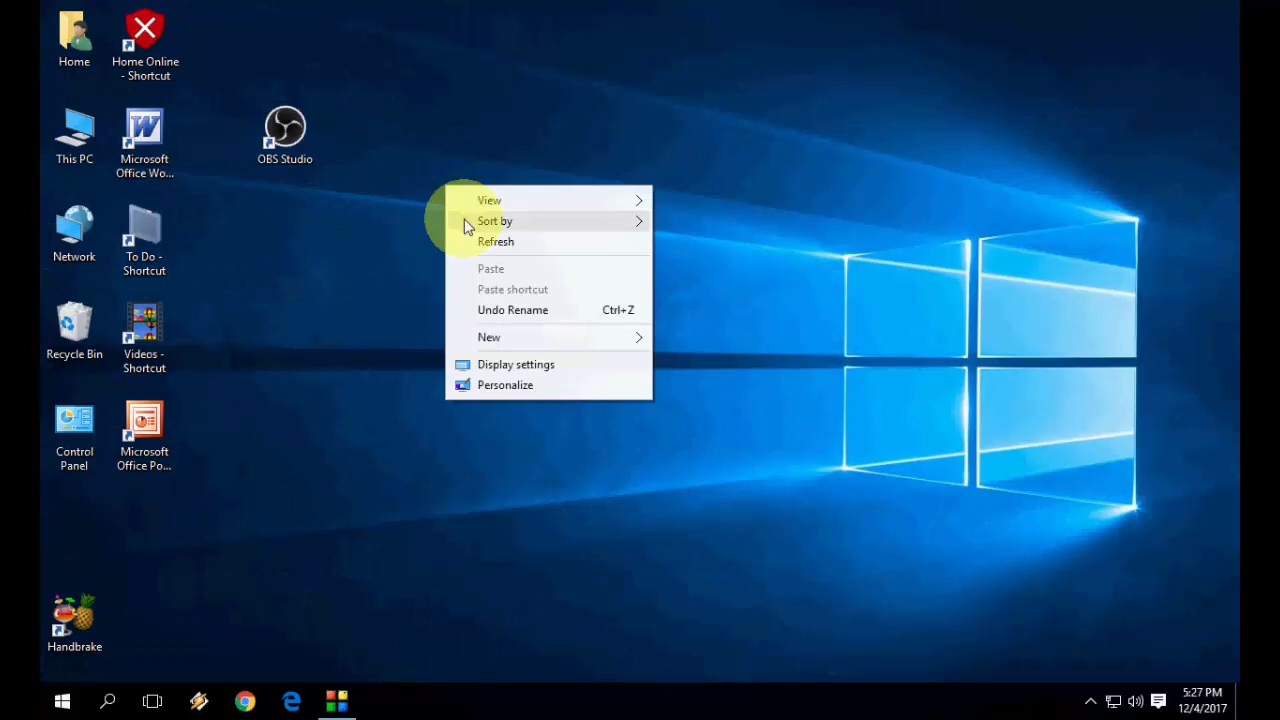 Home
Home Online
- Shortcut
This PC
Microsoft
Office Wo...
OBS Studio
Network
To Do -
Shortcut
Recycle Bin
Videos -
Shortcut
Control
Panel
Microsoft
Office Po...
Handbrake
View
Sort by
Refresh
Paste
Paste shortcut
Undo Rename Ctrl+Z
New
Display settings
Personalize
5:27 PM
12/4/2017